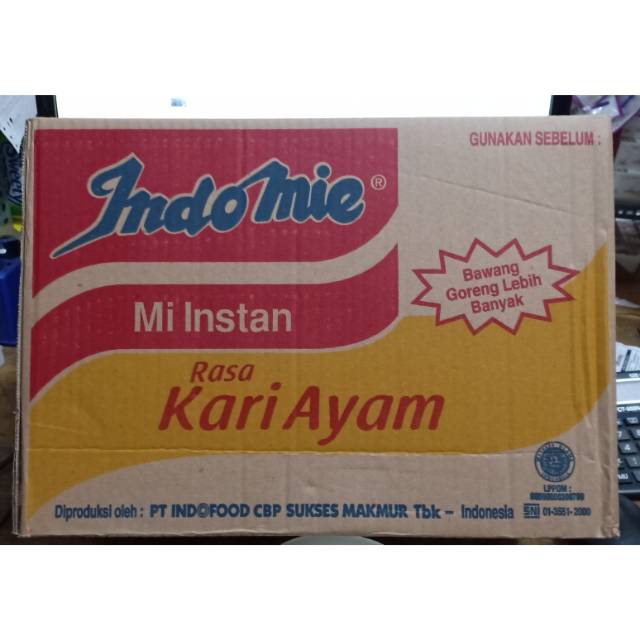 GUNAKAN SEBELUM :
Indomie®
Bawang
Goreng Lebih
Banyak
Mi Instan
Rasa
Kari Ayam
LPPOM :
Diproduksi oleh : PT INDOFOOD CBP SUKSES MAKMUR Tbk – Indonesia SNI 01-3551-2000